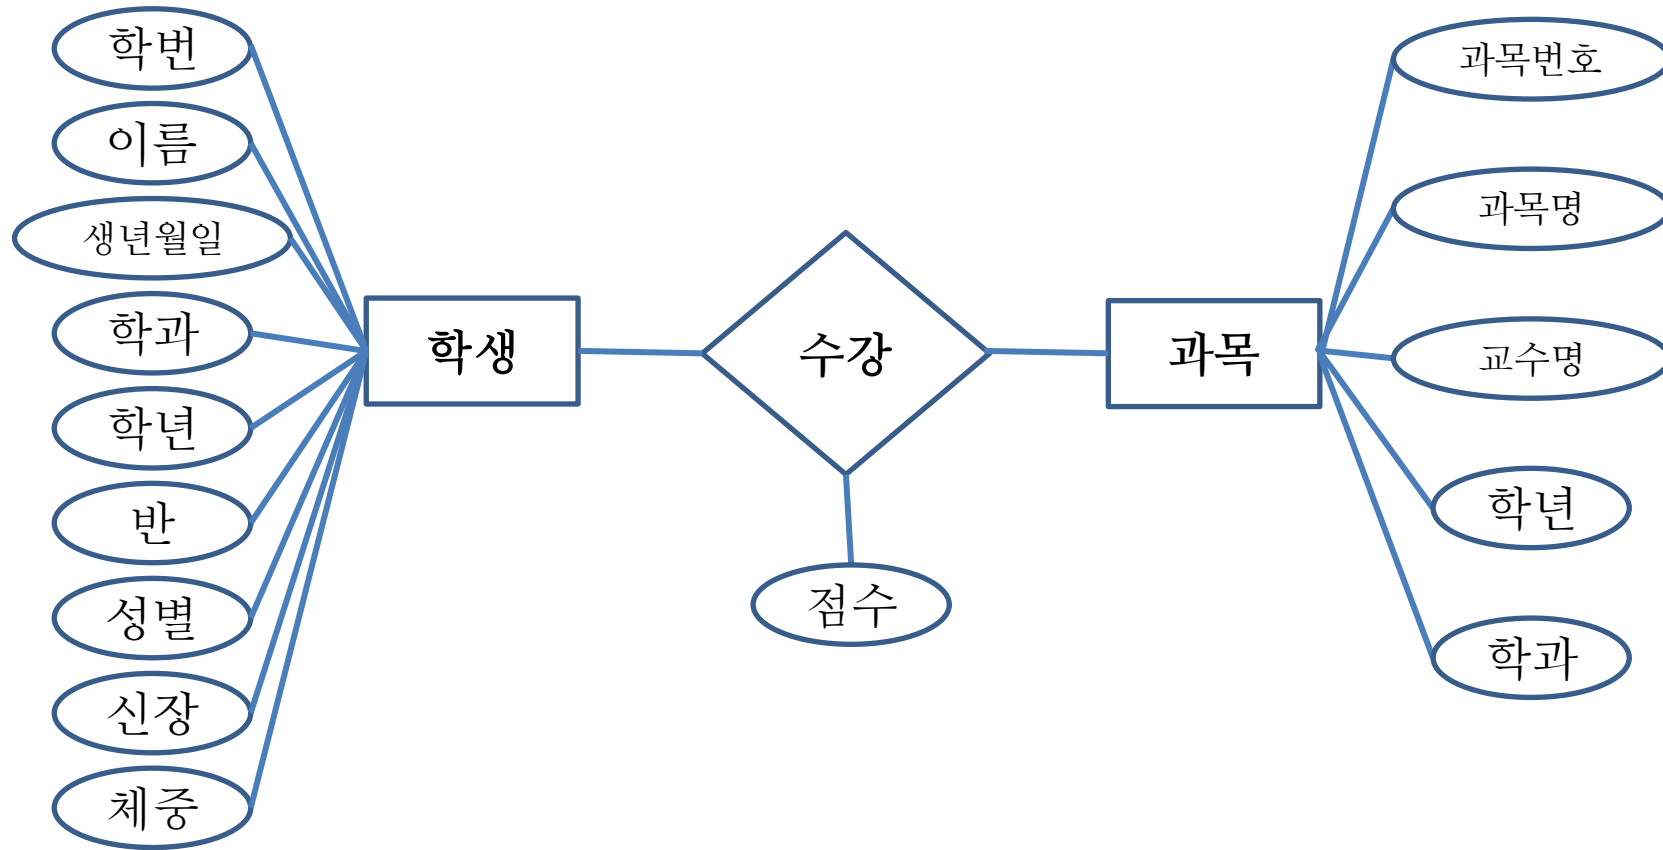 학번
이름
생년월일
학과
학년
반
성별
신장
체중
학생
수강
점수
과목
과목번호
과목명
교수명
학년
학과